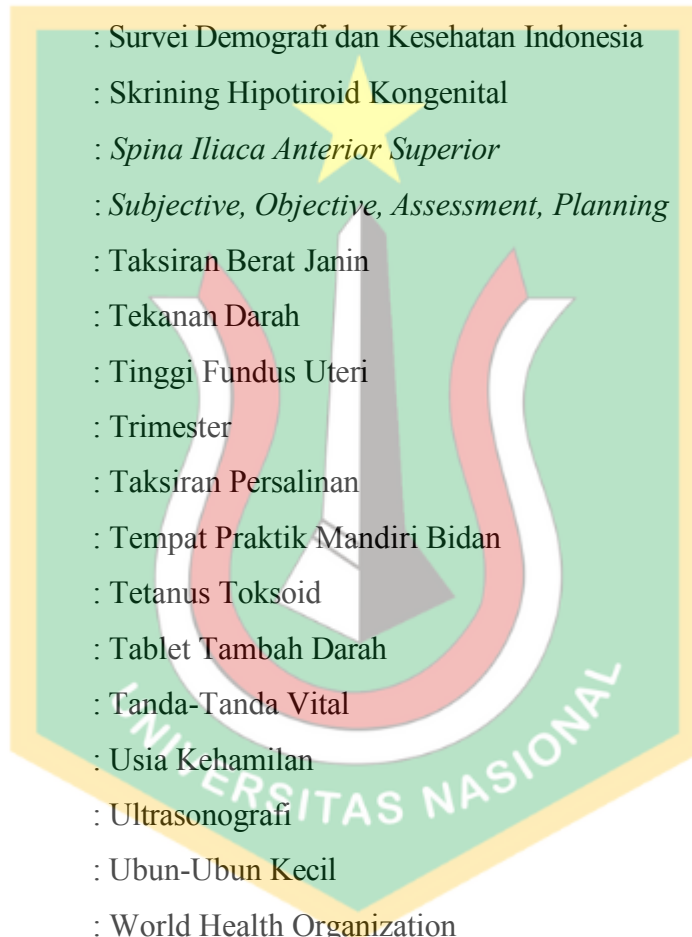 : Survei Demografi dan Kesehatan Indonesia
: Skrining Hipotiroid Kongenital
: Spina Iliaca Anterior Superior
: Subjective, Objective, Assessment, Planning
: Taksiran Berat Janin
: Tekanan Darah
: Tinggi Fundus Uteri
: Trimester
: Taksiran Persalinan
: Tempat Praktik Mandiri Bidan
: Tetanus Toksoid
: Tablet Tambah Darah
: Tanda-Tanda Vital
: Usia Kehamilan
: Ultrasonografi
: Ubun-Ubun Kecil
: World Health Organization
UNIVERSITAS NASIONAL